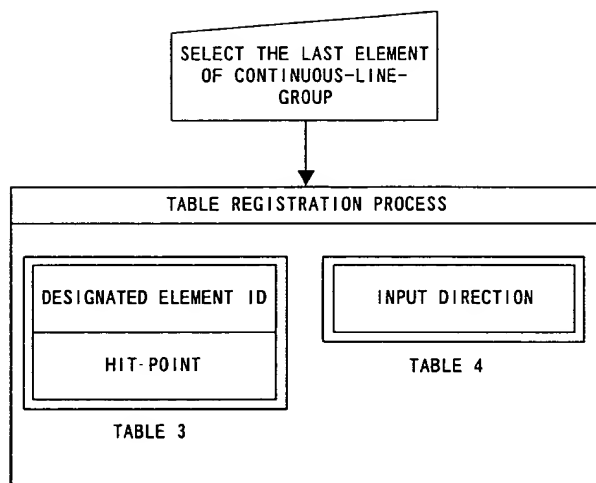 SELECT THE LAST ELEMENT
OF CONTINUOUS-LINE-
GROUP
TABLE REGISTRATION PROCESS
DESIGNATED ELEMENT ID
HIT-POINT
TABLE 3
INPUT DIRECTION
TABLE 4